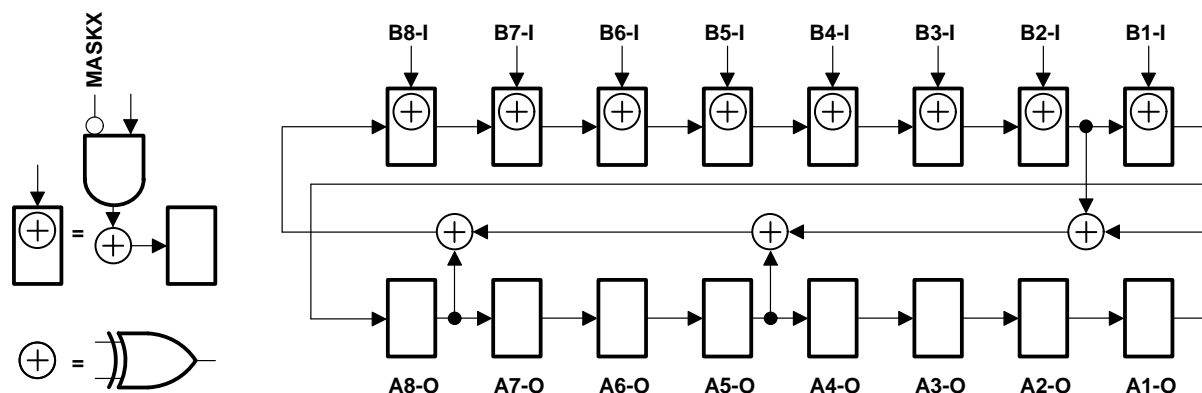 MASKX
=
=
B8-I B7-I B6-I B5-I B4-I B3-I B2-I B1-I
A8-O A7-O A6-O A5-O A4-O A3-O A2-O A1-O